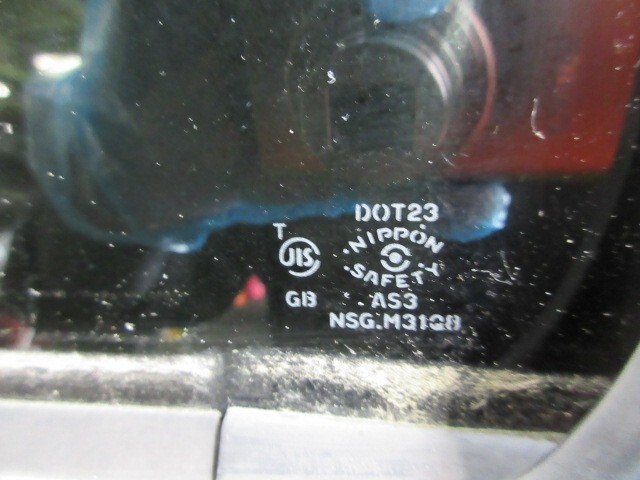 DOT23
T
JIS
NIPPON
SAFETY
GB
AS3
NSG.M31Q8